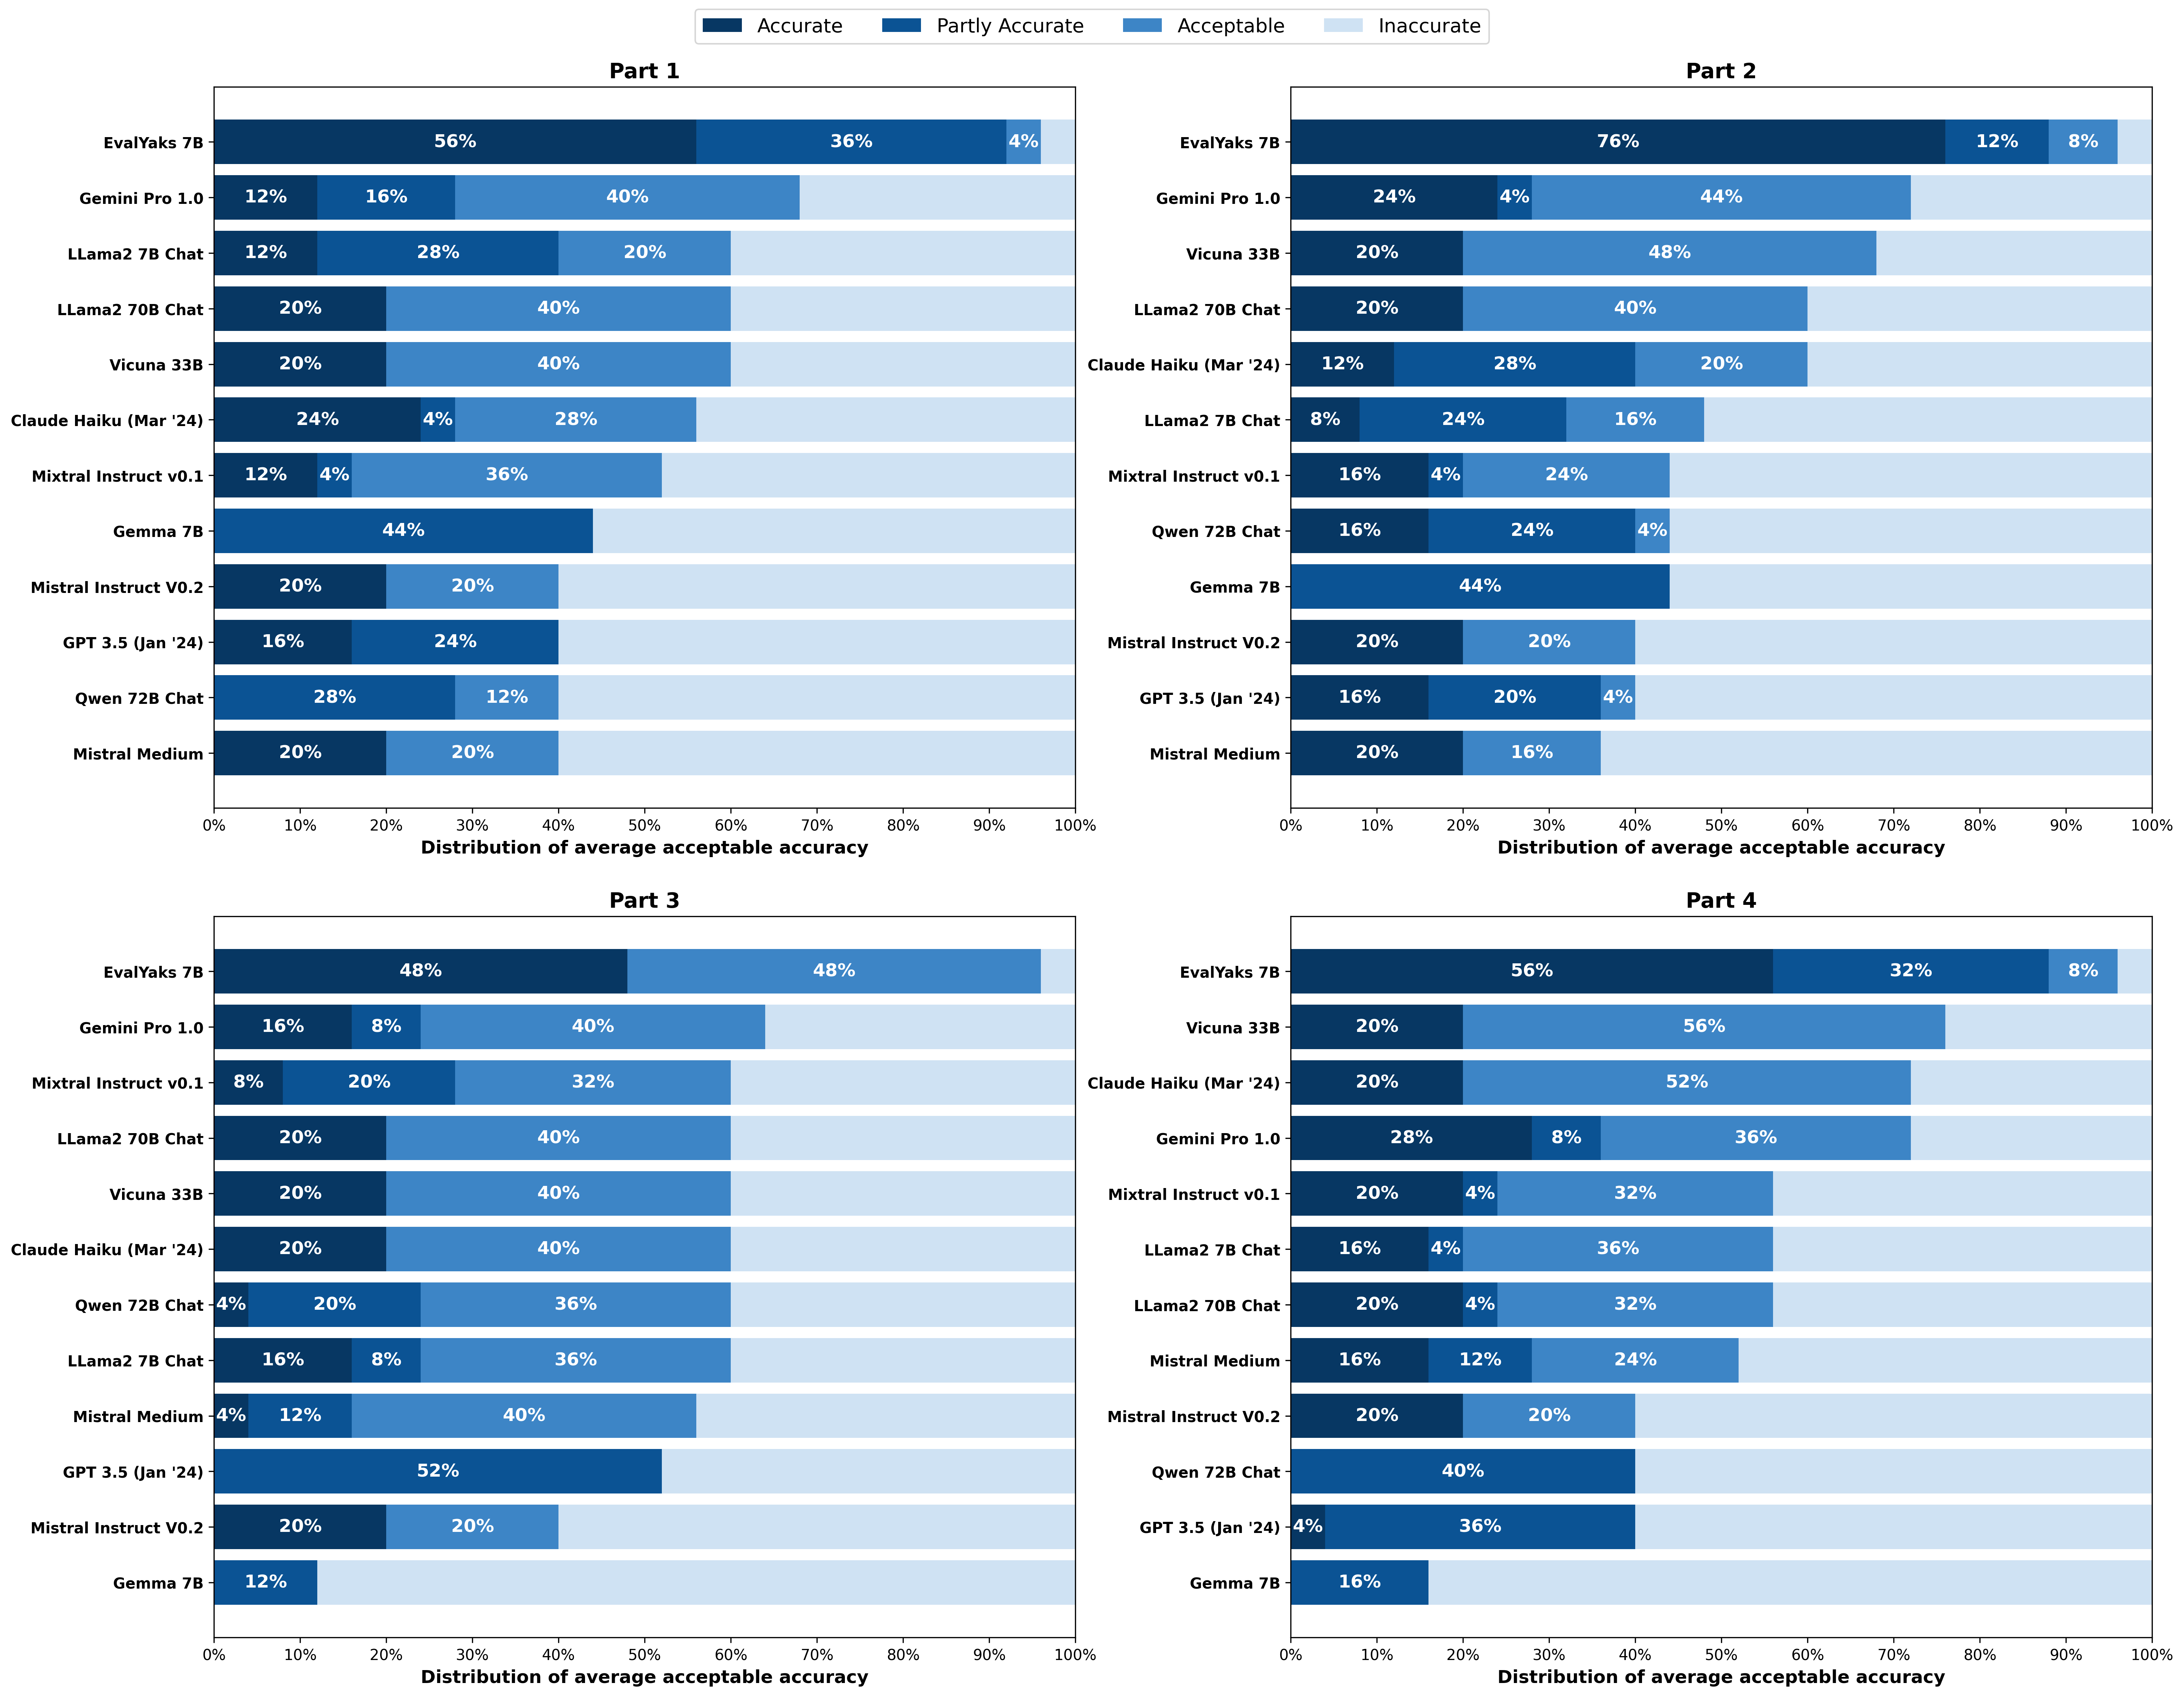 Accurate Partly Accurate Acceptable Inaccurate
Part 1
EvalYaks 7B 56% 36% 4%
Gemini Pro 1.0 12% 16% 40%
LLama2 7B Chat 12% 28% 20%
LLama2 70B Chat 20% 40%
Vicuna 33B 20% 40%
Claude Haiku (Mar '24) 24% 4% 28%
Mixtral Instruct v0.1 12% 4% 36%
Gemma 7B 44%
Mistral Instruct V0.2 20% 20%
GPT 3.5 (Jan '24) 16% 24%
Qwen 72B Chat 28% 12%
Mistral Medium 20% 20%
0% 10% 20% 30% 40% 50% 60% 70% 80% 90% 100%
Distribution of average acceptable accuracy
Part 2
EvalYaks 7B 76% 12% 8%
Gemini Pro 1.0 24% 4% 44%
Vicuna 33B 20% 48%
LLama2 70B Chat 20% 40%
Claude Haiku (Mar '24) 12% 28% 20%
LLama2 7B Chat 8% 24% 16%
Mixtral Instruct v0.1 16% 4% 24%
Qwen 72B Chat 16% 24% 4%
Gemma 7B 44%
Mistral Instruct V0.2 20% 20%
GPT 3.5 (Jan '24) 16% 20% 4%
Mistral Medium 20% 16%
0% 10% 20% 30% 40% 50% 60% 70% 80% 90% 100%
Distribution of average acceptable accuracy
Part 3
EvalYaks 7B 48% 48%
Gemini Pro 1.0 16% 8% 40%
Mixtral Instruct v0.1 8% 20% 32%
LLama2 70B Chat 20% 40%
Vicuna 33B 20% 40%
Claude Haiku (Mar '24) 20% 40%
Qwen 72B Chat 4% 20% 36%
LLama2 7B Chat 16% 8% 36%
Mistral Medium 4% 12% 40%
GPT 3.5 (Jan '24) 52%
Mistral Instruct V0.2 20% 20%
Gemma 7B 12%
0% 10% 20% 30% 40% 50% 60% 70% 80% 90% 100%
Distribution of average acceptable accuracy
Part 4
EvalYaks 7B 56% 32% 8%
Vicuna 33B 20% 56%
Claude Haiku (Mar '24) 20% 52%
Gemini Pro 1.0 28% 8% 36%
Mixtral Instruct v0.1 20% 4% 32%
LLama2 7B Chat 16% 4% 36%
LLama2 70B Chat 20% 4% 32%
Mistral Medium 16% 12% 24%
Mistral Instruct V0.2 20% 20%
Qwen 72B Chat 40%
GPT 3.5 (Jan '24) 4% 36%
Gemma 7B 16%
0% 10% 20% 30% 40% 50% 60% 70% 80% 90% 100%
Distribution of average acceptable accuracy